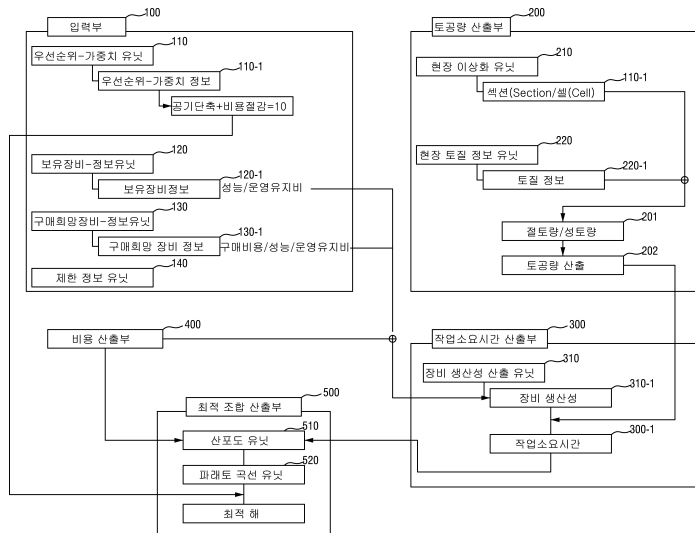 100
입력부
110
우선순위-가중치 유닛
110-1
우선순위-가중치 정보
공기단축+비용절감=10
120
보유장비-정보유닛
120-1
보유장비정보 성능/운영유지비
130
구매희망장비-정보유닛
130-1
구매희망 장비 정보 구매비용/성능/운영유지비
140
제한 정보 유닛
200
토공량 산출부
210
현장 이상화 유닛
110-1
섹션(Section/셀(Cell)
220
현장 토질 정보 유닛
220-1
토질 정보
201
절토량/성토량
202
토공량 산출
400
비용 산출부
300
작업소요시간 산출부
310
장비 생산성 산출 유닛
310-1
장비 생산성
300-1
작업소요시간
500
최적 조합 산출부
510
산포도 유닛
520
파래토 곡선 유닛
최적 해